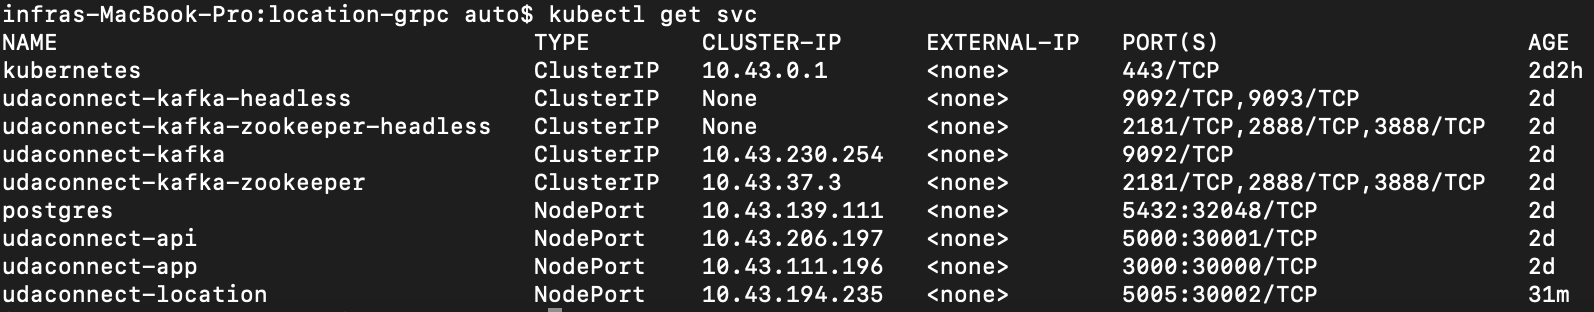 infras-MacBook-Pro:location-grpc auto$ kubectl get svc
NAME TYPE CLUSTER-IP EXTERNAL-IP PORT(S) AGE
kubernetes ClusterIP 10.43.0.1 <none> 443/TCP 2d2h
udaconnect-kafka-headless ClusterIP None <none> 9092/TCP,9093/TCP 2d
udaconnect-kafka-zookeeper-headless ClusterIP None <none> 2181/TCP,2888/TCP,3888/TCP 2d
udaconnect-kafka ClusterIP 10.43.230.254 <none> 9092/TCP 2d
udaconnect-kafka-zookeeper ClusterIP 10.43.37.3 <none> 2181/TCP,2888/TCP,3888/TCP 2d
postgres NodePort 10.43.139.111 <none> 5432:32048/TCP 2d
udaconnect-api NodePort 10.43.206.197 <none> 5000:30001/TCP 2d
udaconnect-app NodePort 10.43.111.196 <none> 3000:30000/TCP 2d
udaconnect-location NodePort 10.43.194.235 <none> 5005:30002/TCP 31m